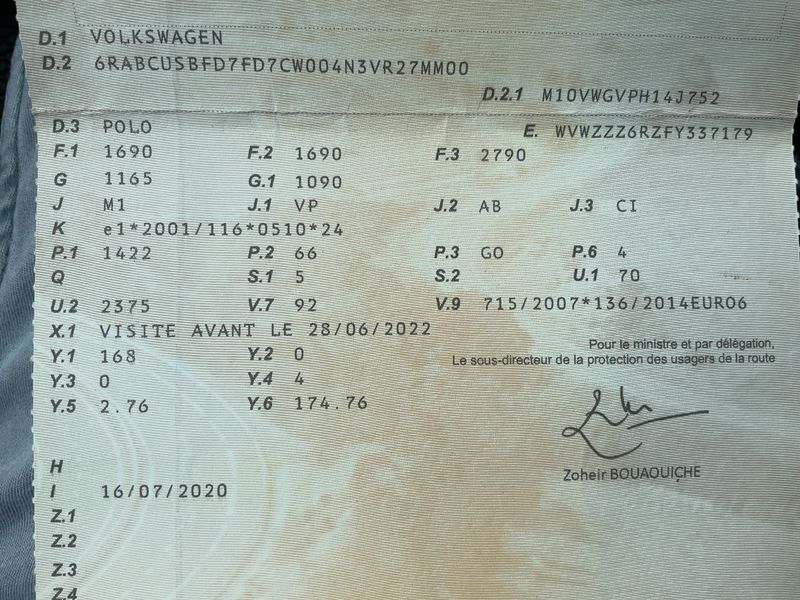 D.1 VOLKSWAGEN
D.2 6RABCUSBFD7FD7CW004N3VR27MM00
D.2.1 M10VWGVPH14J752
D.3 POLO
E. WVWZZZ6RZFY337179
F.1 1690 F.2 1690 F.3 2790
G 1165 G.1 1090
J M1 J.1 VP J.2 AB J.3 CI
K e1*2001/116*0510*24
P.1 1422 P.2 66 P.3 GO P.6 4
Q S.1 5 S.2 U.1 70
U.2 2375 V.7 92 V.9 715/2007*136/2014EURO6
X.1 VISITE AVANT LE 28/06/2022
Y.1 168 Y.2 0
Y.3 0 Y.4 4
Y.5 2.76 Y.6 174.76
Pour le ministre et par délégation,
Le sous-directeur de la protection des usagers de la route
Zoheir BOUAOUICHE
H
I 16/07/2020
Z.1
Z.2
Z.3
Z.4